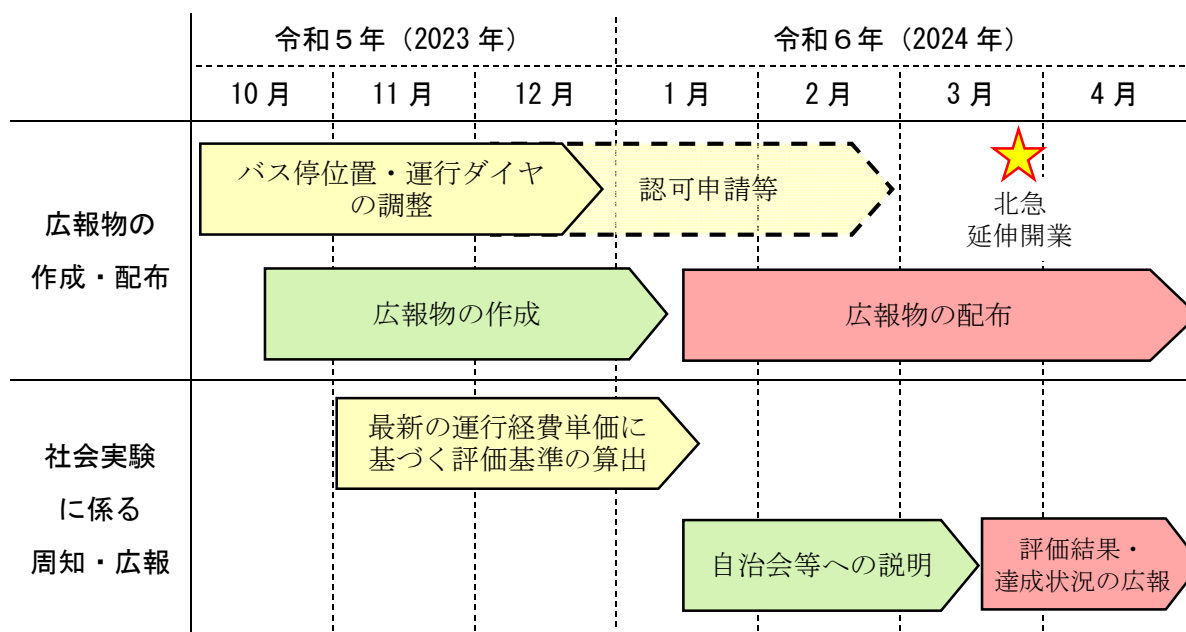 令和５年（2023 年）
令和６年（2024 年）
10 月
11 月
12 月
1 月
2 月
3 月
4 月
広報物の
作成・配布
バス停位置・運行ダイヤ
の調整
認可申請等
北急
延伸開業
広報物の作成
広報物の配布
社会実験
に係る
周知・広報
最新の運行経費単価に
基づく評価基準の算出
自治会等への説明
評価結果・
達成状況の広報